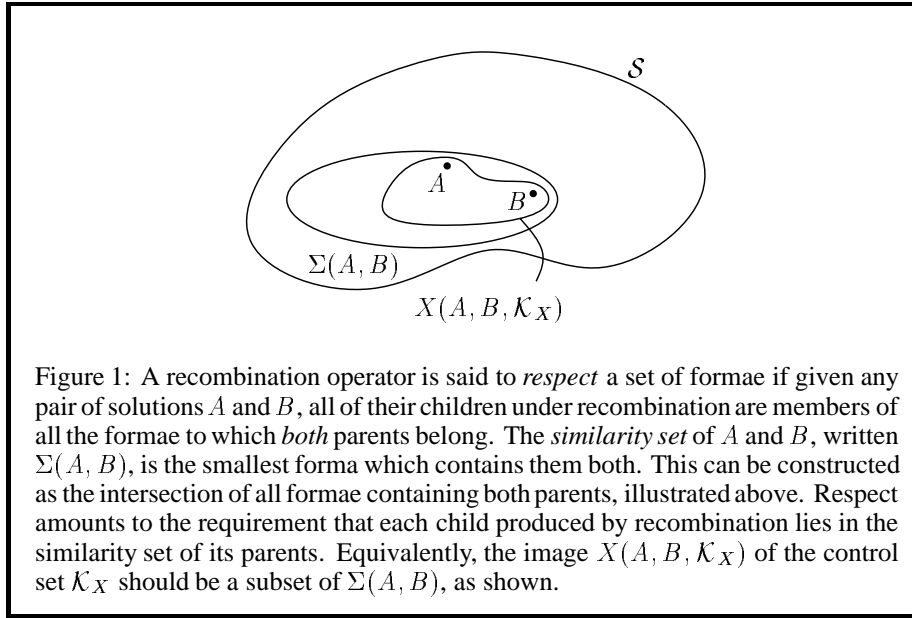 𝒮
A
B
Σ(A, B)
X(A, B, 𝒦_X)
Figure 1: A recombination operator is said to respect a set of formae if given any
pair of solutions A and B, all of their children under recombination are members of
all the formae to which both parents belong. The similarity set of A and B, written
Σ(A, B), is the smallest forma which contains them both. This can be constructed
as the intersection of all formae containing both parents, illustrated above. Respect
amounts to the requirement that each child produced by recombination lies in the
similarity set of its parents. Equivalently, the image X(A, B, 𝒦_X) of the control
set 𝒦_X should be a subset of Σ(A, B), as shown.